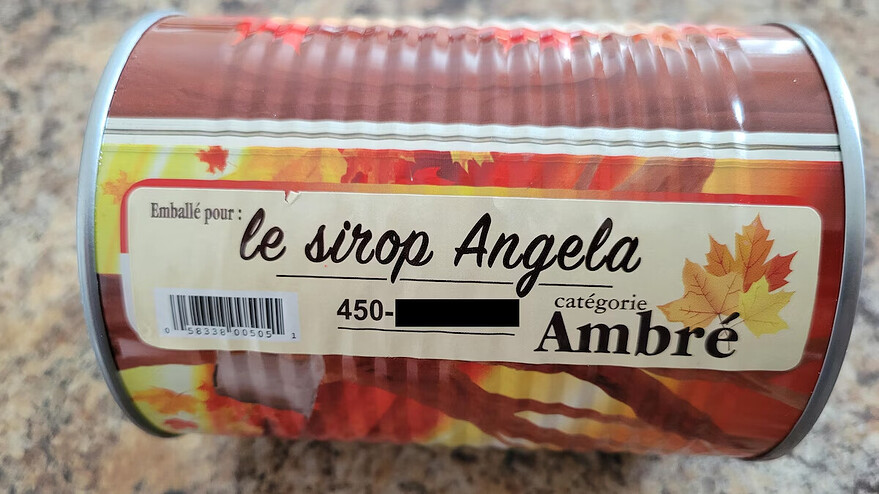 Emballé pour :
le sirop Angela
450-
catégorie
Ambré
0 58338 00505 1